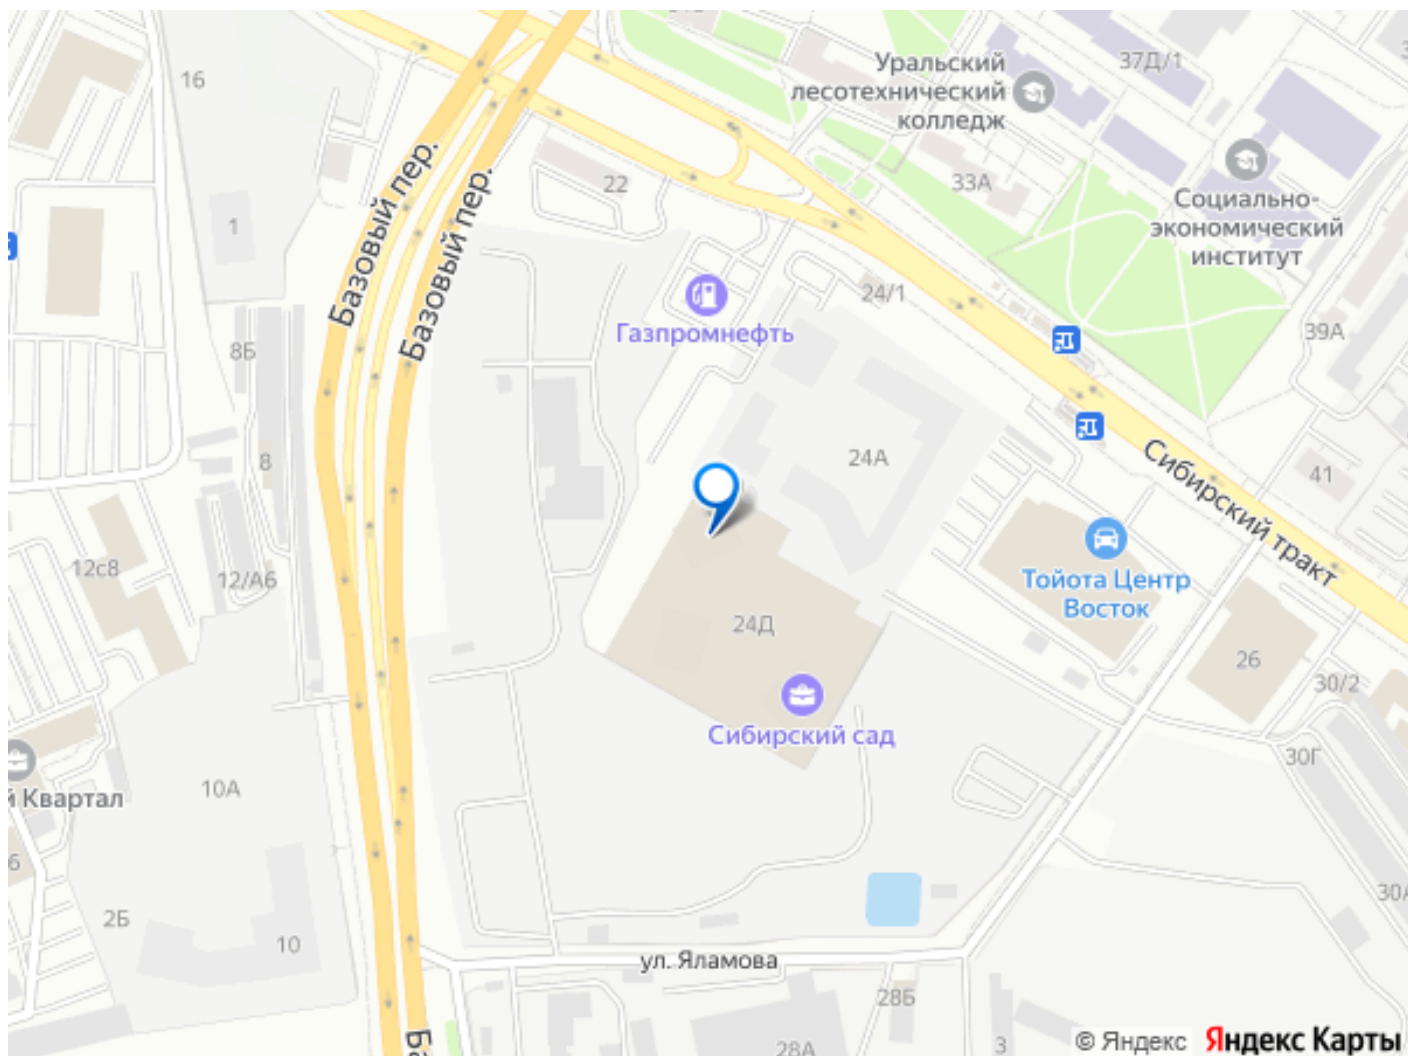 16
Уральский
лесотехнический
колледж
37Д/1
Базовый пер.
Базовый пер.
22
33А
Социально-
экономический
институт
1
24/1
Газпромнефть
39А
8Б
8
24А
41
Сибирский тракт
12с8
12/А6
Тойота Центр
Восток
24Д
26
30/2
Сибирский сад
30Г
й Квартал
10А
6
2Б
10
30А
ул. Яламова
28Б
28А
3
© Яндекс
Яндекс Карты